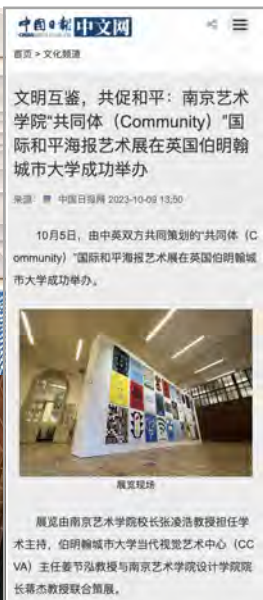 中国日报中文网
首页 > 文化频道
文明互鉴，共促和平：南京艺术
学院“共同体（Community）”国
际和平海报艺术展在英国伯明翰
城市大学成功举办
来源：中国日报网 2023-10-09 13:50
10月5日，由中英双方共同策划的“共同体（C
ommunity）”国际和平海报艺术展在英国伯明翰城
市大学成功举办。
展览现场
展览由南京艺术学院校长张凌浩教授担任学
术主持，伯明翰城市大学当代视觉艺术中心（CC
VA）主任姜节泓教授与南京艺术学院设计学院院
长蒋杰教授联合策展。